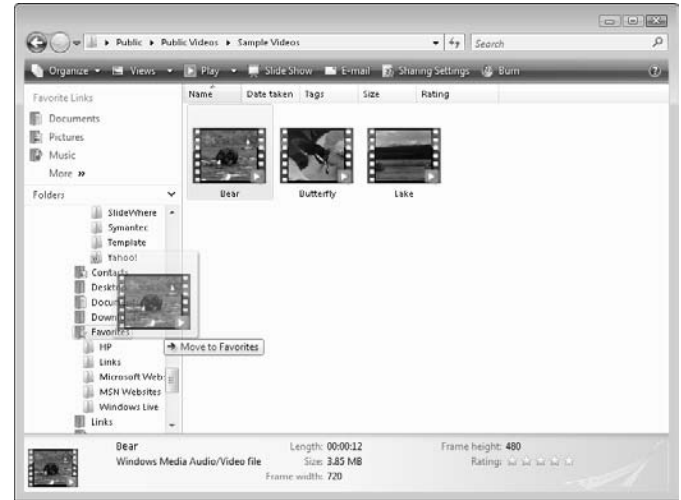 Public ▸ Public Videos ▸ Sample Videos
Search
Organize Views Play Slide Show E-mail Sharing Settings Burn
Favorite Links
Name Date taken Tags Size Rating
Documents
Pictures
Music
More »
Folders
Bear Butterfly Lake
SlideWhere
Symantec
Template
Yahoo!
Contacts
Favorites
HP
Move to Favorites
Links
MSN Websites
Windows Live
Links
Bear
Length: 00:00:12
Frame height: 480
Windows Media Audio/Video file
Size: 3.85 MB
Rating:
Frame width: 720